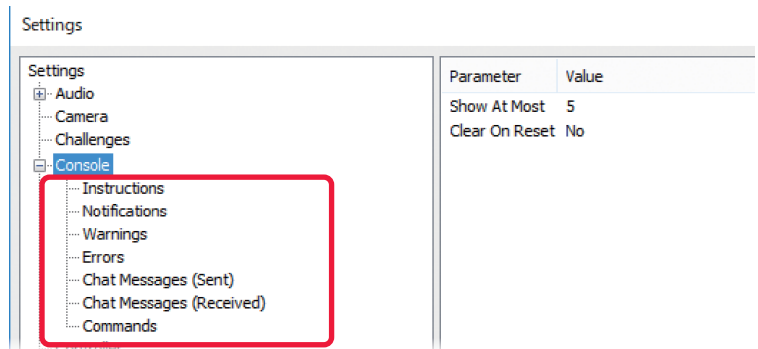 Settings
Settings
Audio
Camera
Challenges
Console
Instructions
Notifications
Warnings
Errors
Chat Messages (Sent)
Chat Messages (Received)
Commands
Parameter Value
Show At Most 5
Clear On Reset No